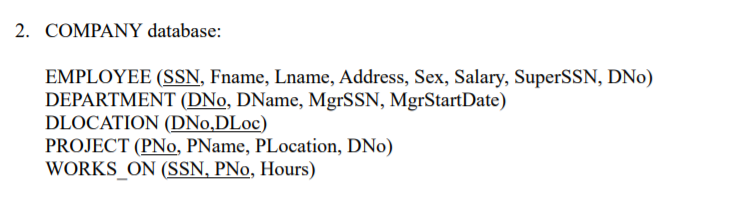 2. COMPANY database:
EMPLOYEE (SSN, Fname, Lname, Address, Sex, Salary, SuperSSN, DNo)
DEPARTMENT (DNo, DName, MgrSSN, MgrStartDate)
DLOCATION (DNo,DLoc)
PROJECT (PNo, PName, PLocation, DNo)
WORKS_ON (SSN, PNo, Hours)